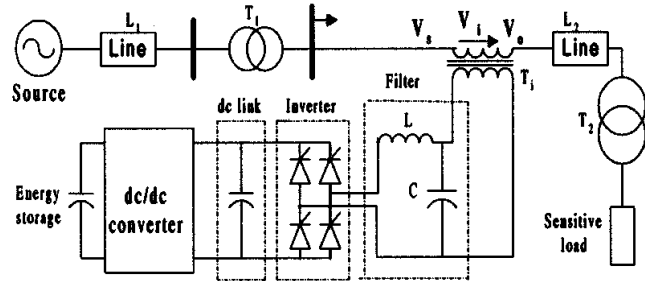 L₁
T₁
Line
Source
Vₛ
Vᵢ
Vₒ
L₂
Line
Tᵢ
T₂
dc link
Inverter
Filter
L
C
Energy
storage
dc/dc
converter
Sensitive
load